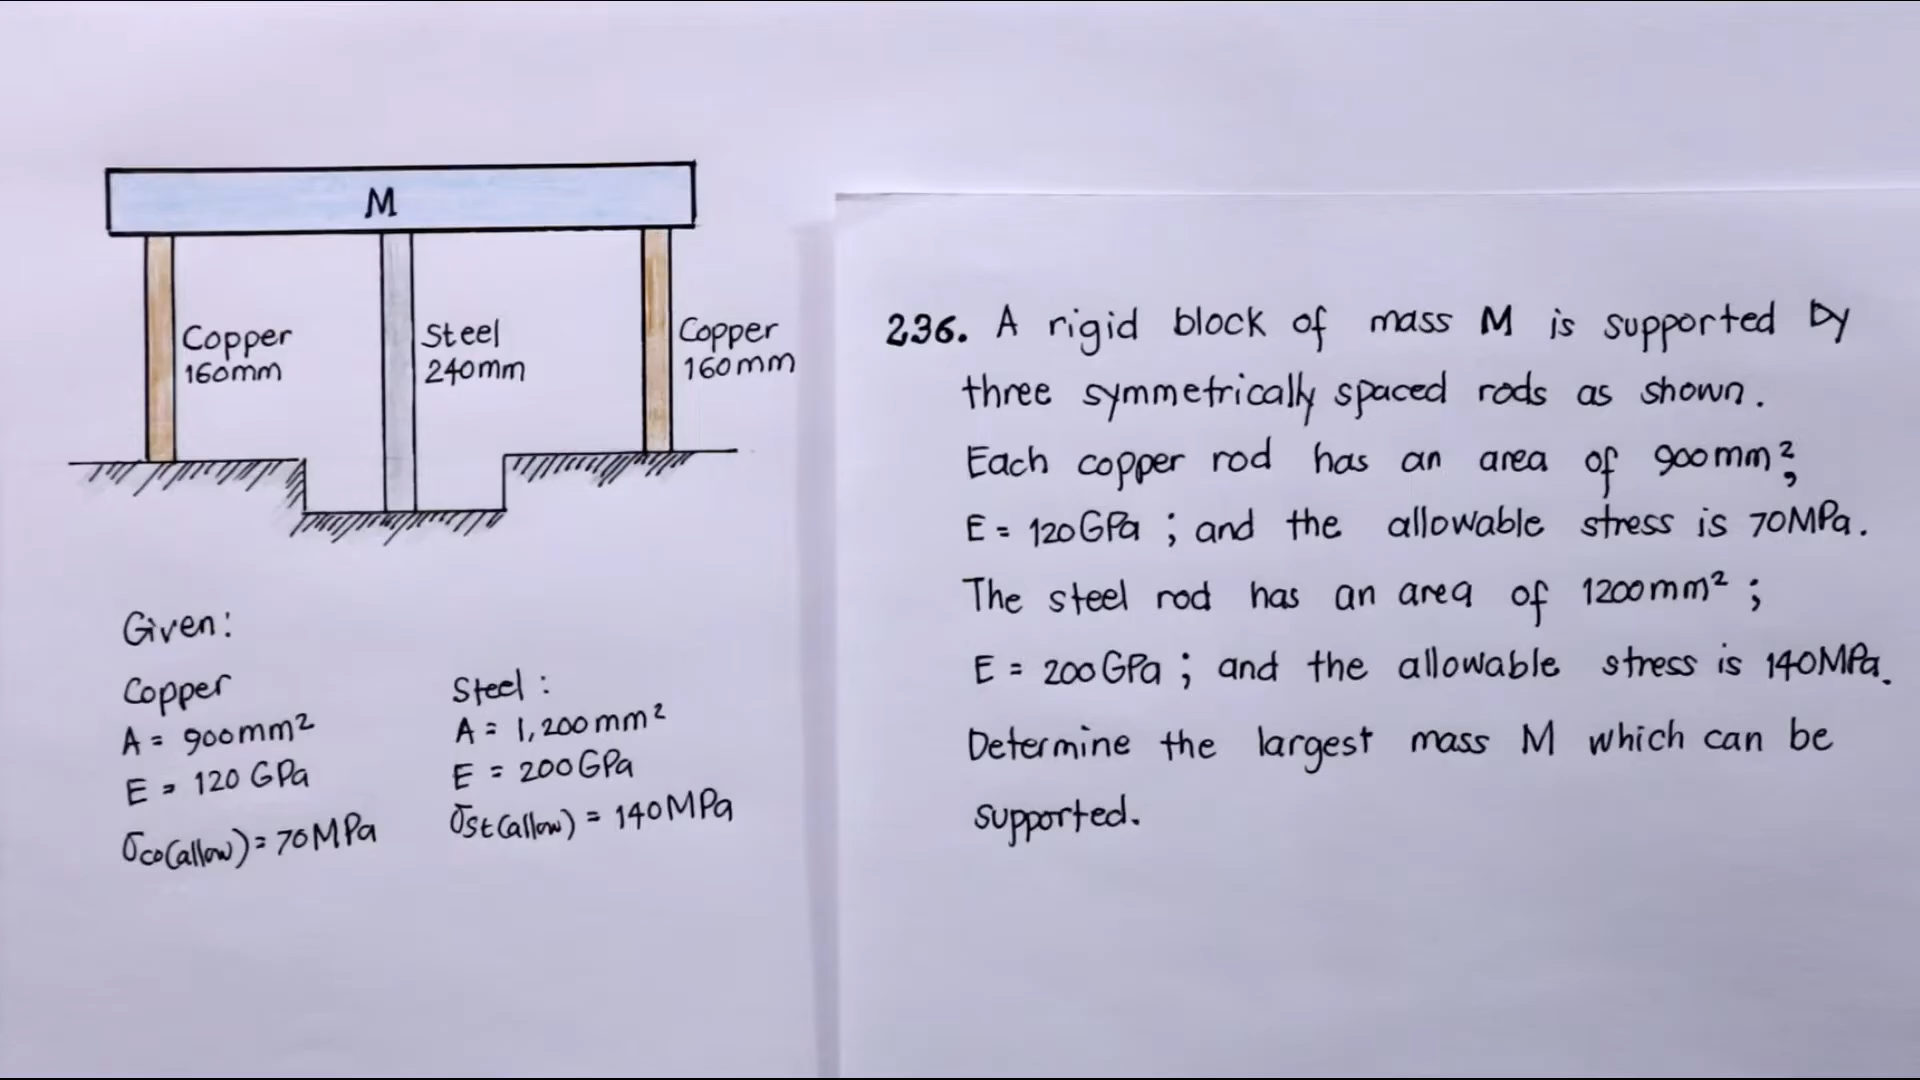 M
Copper
160mm
Steel
240mm
Copper
160mm
Given:
Copper
A = 900mm²
E = 120 GPa
σco(allow) = 70MPa
Steel :
A = 1,200mm²
E = 200GPa
σst(allow) = 140MPa
236. A rigid block of mass M is supported by
three symmetrically spaced rods as shown.
Each copper rod has an area of 900mm²;
E = 120GPa ; and the allowable stress is 70MPa.
The steel rod has an area of 1200mm² ;
E = 200GPa ; and the allowable stress is 140MPa.
Determine the largest mass M which can be
supported.